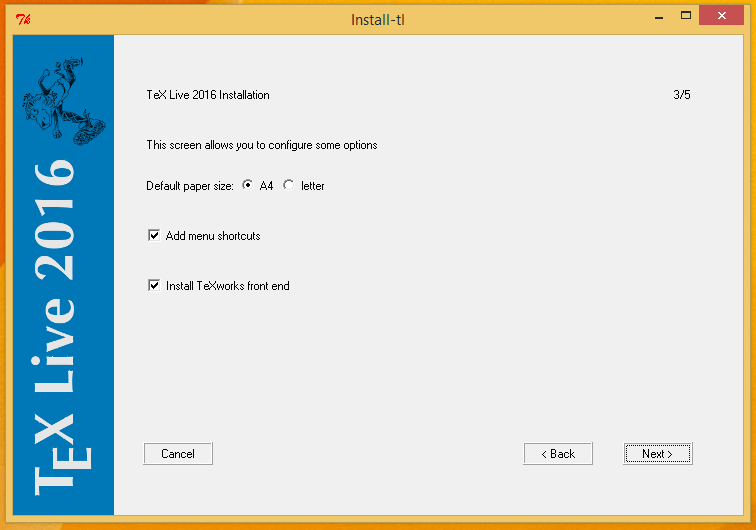 Tk Install-tl
TeX Live 2016
TeX Live 2016 Installation 3/5
This screen allows you to configure some options
Default paper size: A4 letter
Add menu shortcuts
Install TeXworks front end
Cancel < Back Next >